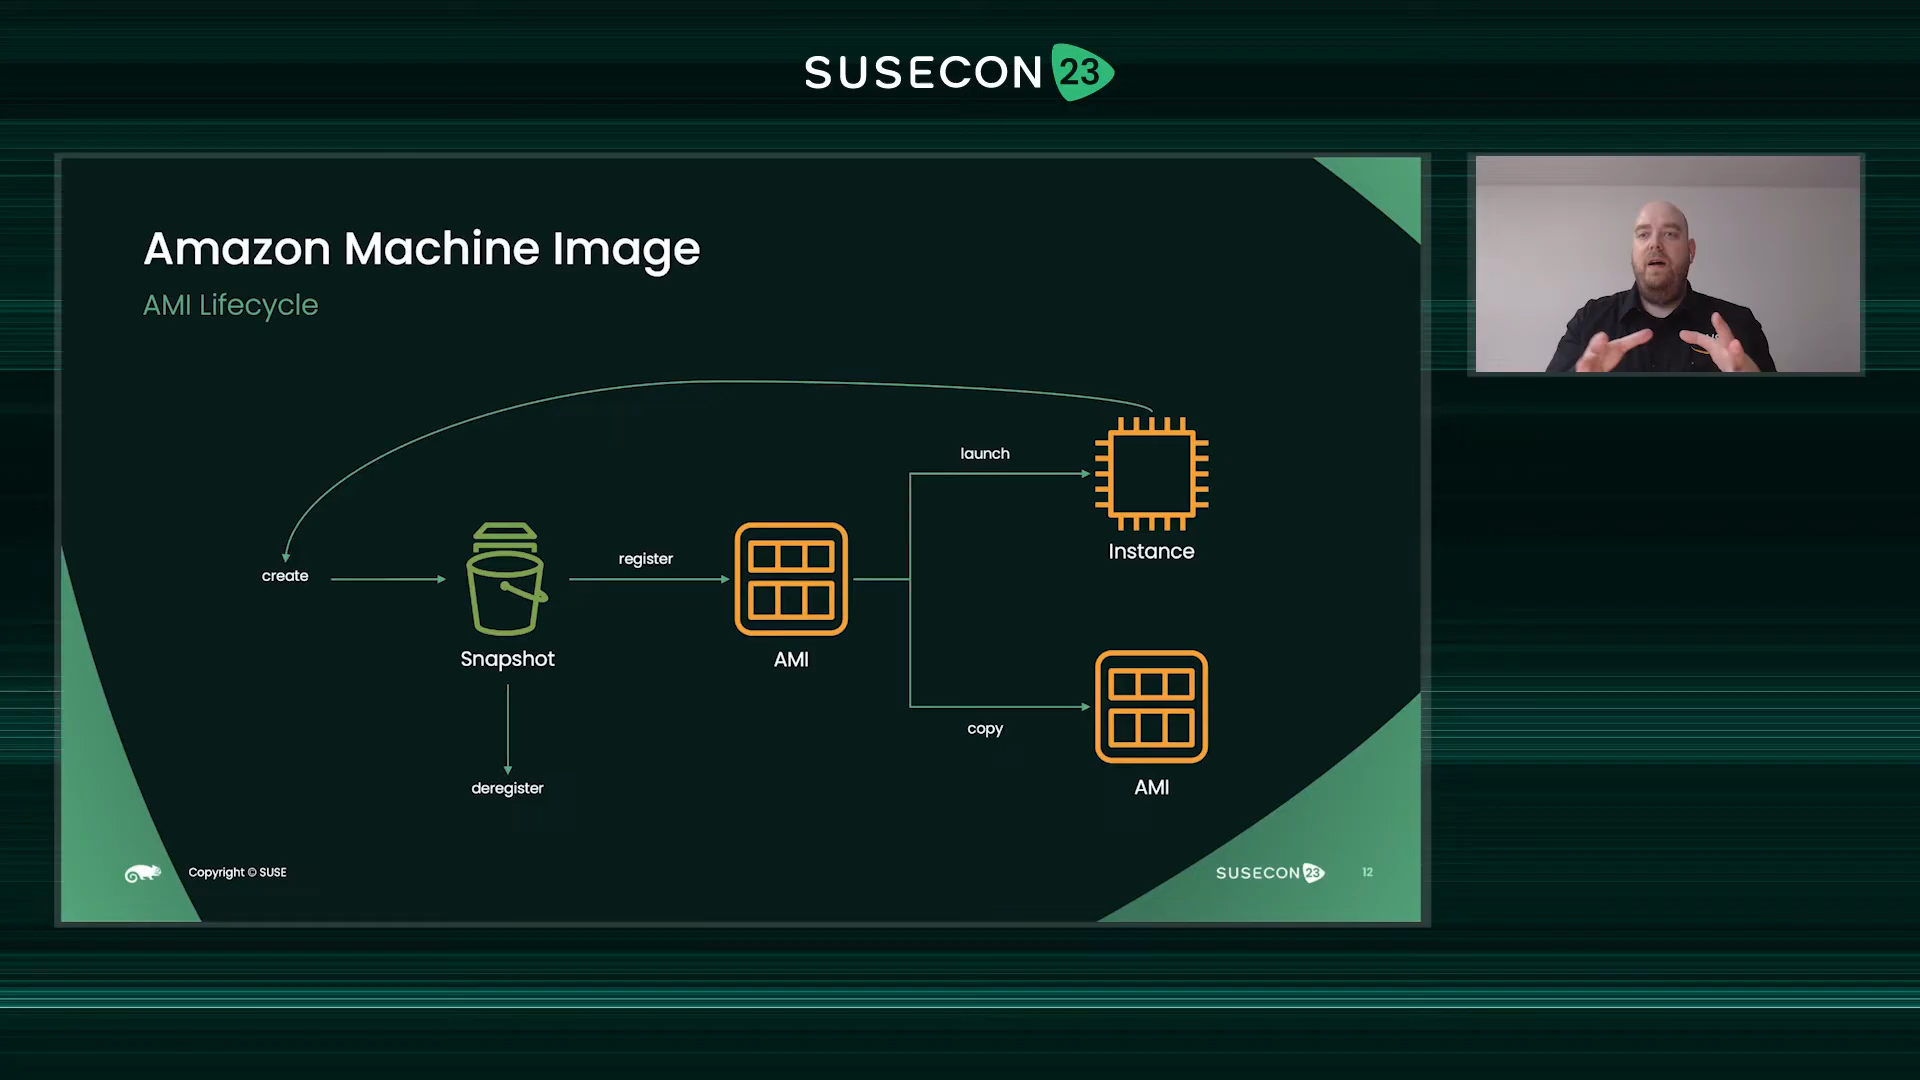 SUSECON 23
Amazon Machine Image
AMI Lifecycle
launch
Instance
create
register
Snapshot
AMI
copy
deregister
AMI
Copyright © SUSE
SUSECON 23
12